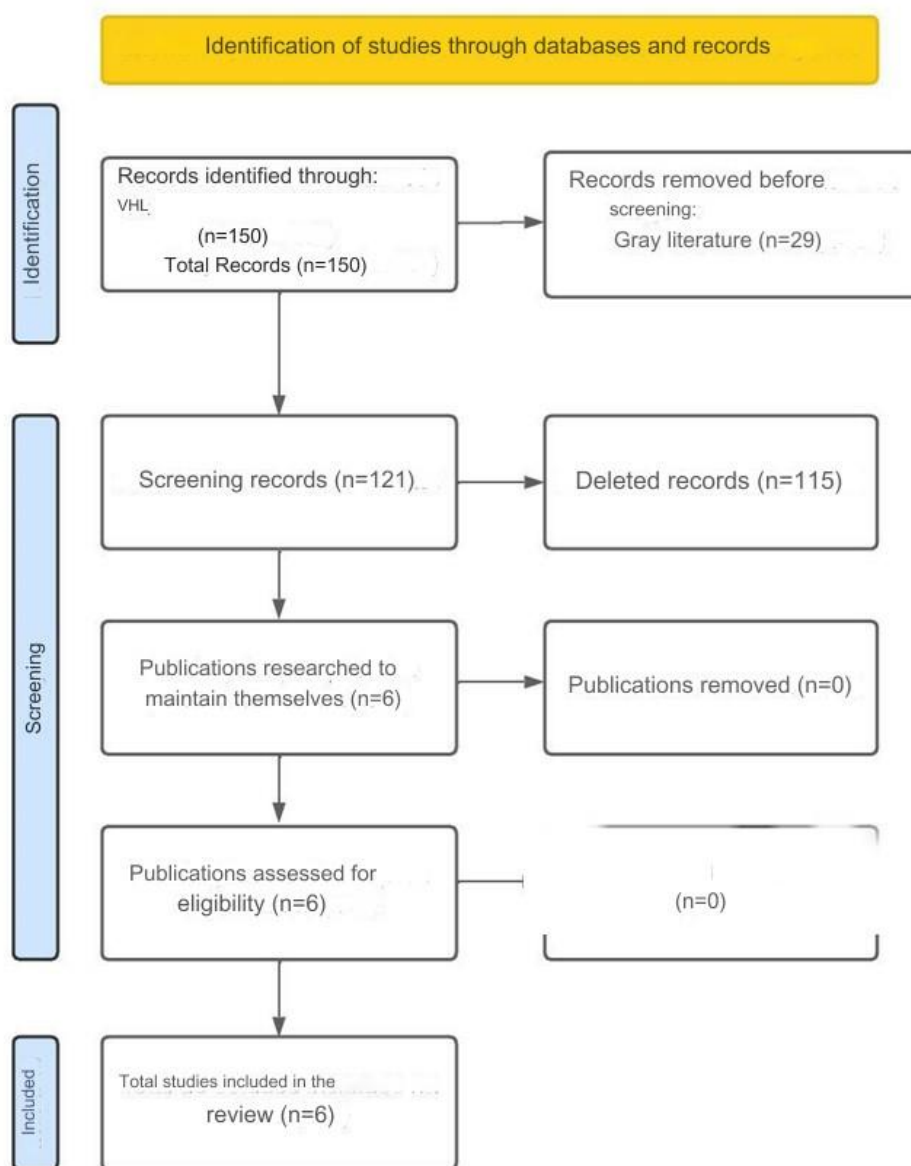 Identification of studies through databases and records
Identification
Records identified through:
VHL
(n=150)
Total Records (n=150)
Records removed before
screening:
Gray literature (n=29)
Screening
Screening records (n=121)
Deleted records (n=115)
Publications researched to
maintain themselves (n=6)
Publications removed (n=0)
Publications assessed for
eligibility (n=6)
(n=0)
Included
Total studies included in the
review (n=6)